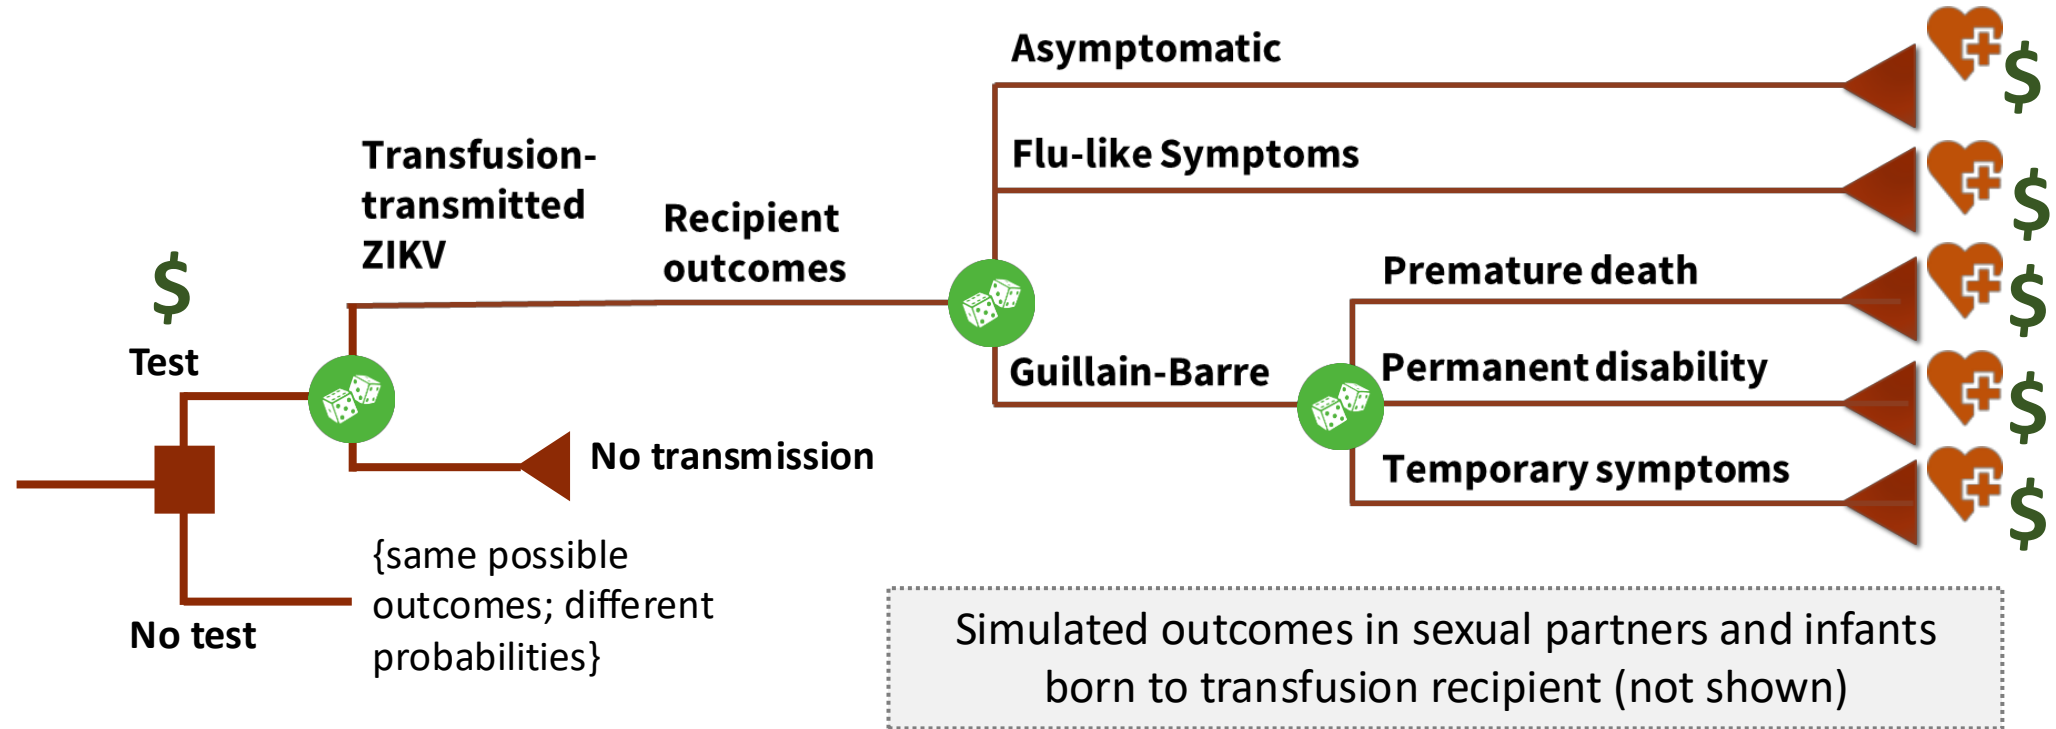 Asymptomatic
$
Flu-like Symptoms
$
Transfusion-
transmitted
ZIKV
Recipient
outcomes
$
Test
Premature death
$
Guillain-Barre
Permanent disability
$
No transmission
Temporary symptoms
$
No test
{same possible
outcomes; different
probabilities}
Simulated outcomes in sexual partners and infants
born to transfusion recipient (not shown)